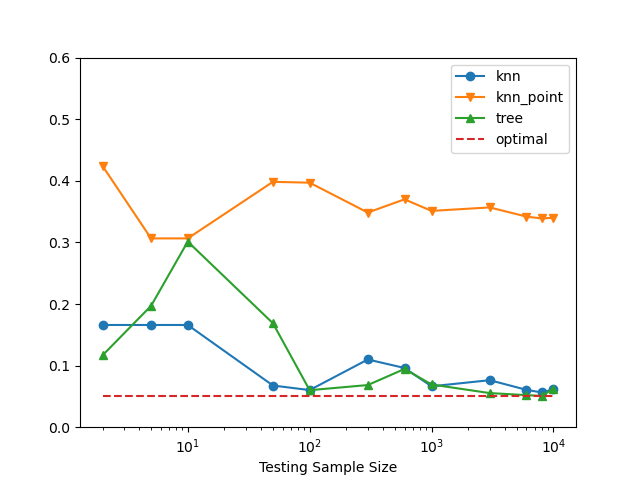 0.6
0.5
0.4
0.3
0.2
0.1
0.0
10¹
10²
10³
10⁴
Testing Sample Size
knn
knn_point
tree
optimal